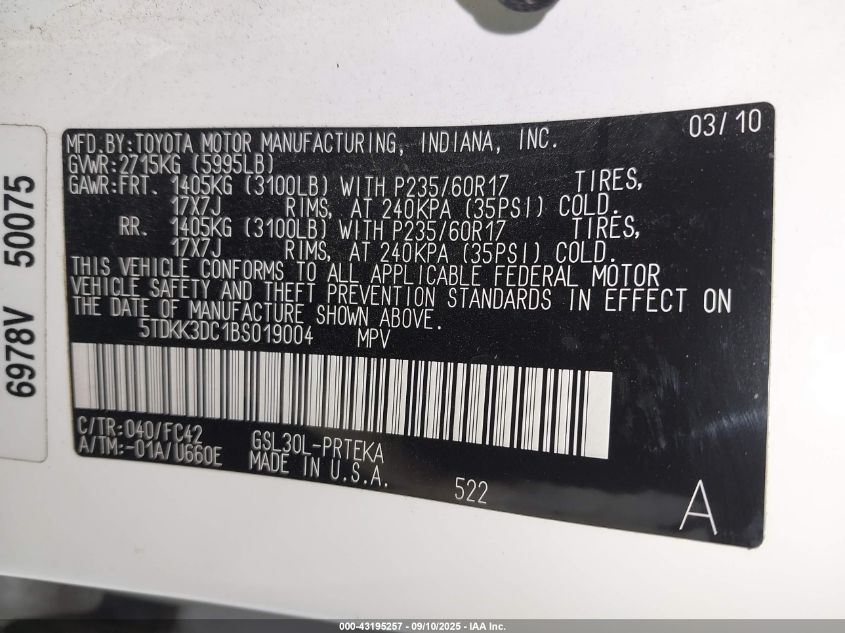 6978V 50075
MFD.BY:TOYOTA MOTOR MANUFACTURING, INDIANA, INC. 03/10
GVWR:2715KG (5995LB)
GAWR:FRT. 1405KG (3100LB) WITH P235/60R17 TIRES,
17X7J RIMS, AT 240KPA (35PSI) COLD.
RR. 1405KG (3100LB) WITH P235/60R17 TIRES,
17X7J RIMS, AT 240KPA (35PSI) COLD.
THIS VEHICLE CONFORMS TO ALL APPLICABLE FEDERAL MOTOR
VEHICLE SAFETY AND THEFT PREVENTION STANDARDS IN EFFECT ON
THE DATE OF MANUFACTURE SHOWN ABOVE.
5TDKK3DC1BS019004 MPV
C/TR:040/FC42 GSL30L-PRTEKA
A/TM:-01A/U660E MADE IN U.S.A.
522
A
000-43195257 - 09/10/2025 - IAA Inc.